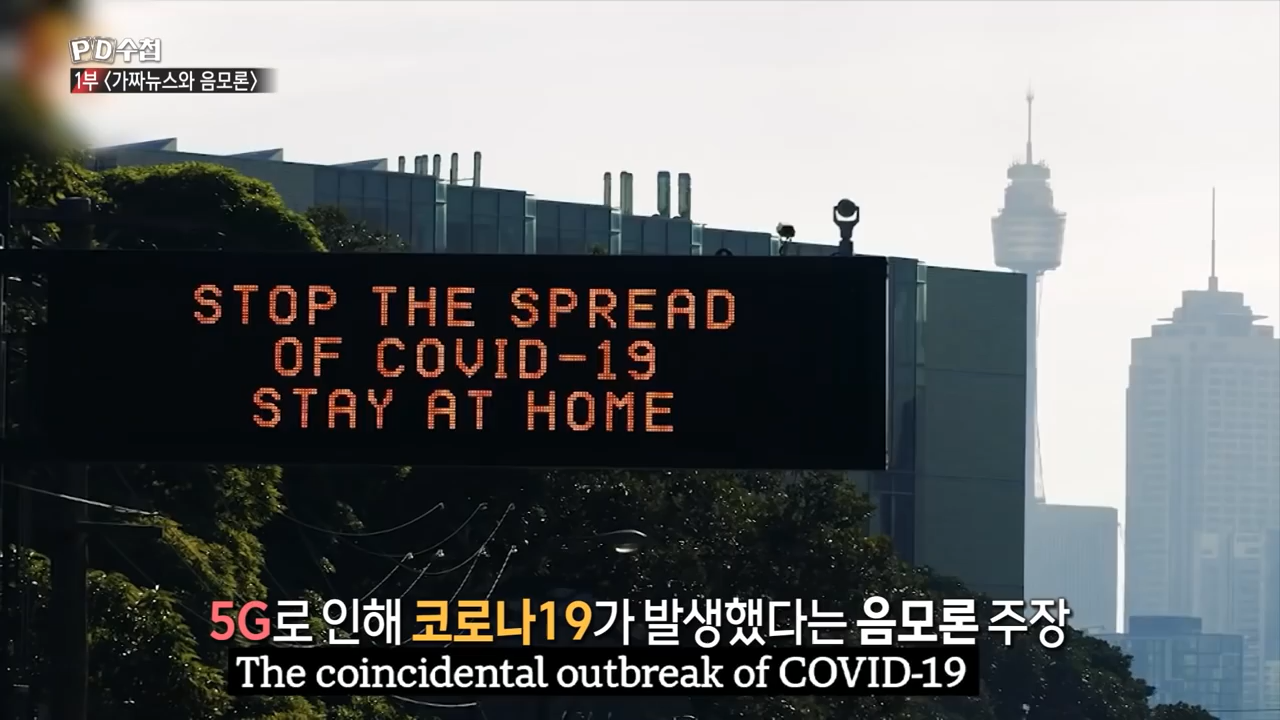 PD수첩
1부 〈가짜뉴스와 음모론〉
STOP THE SPREAD
OF COVID-19
STAY AT HOME
5G로 인해 코로나19가 발생했다는 음모론 주장
The coincidental outbreak of COVID-19